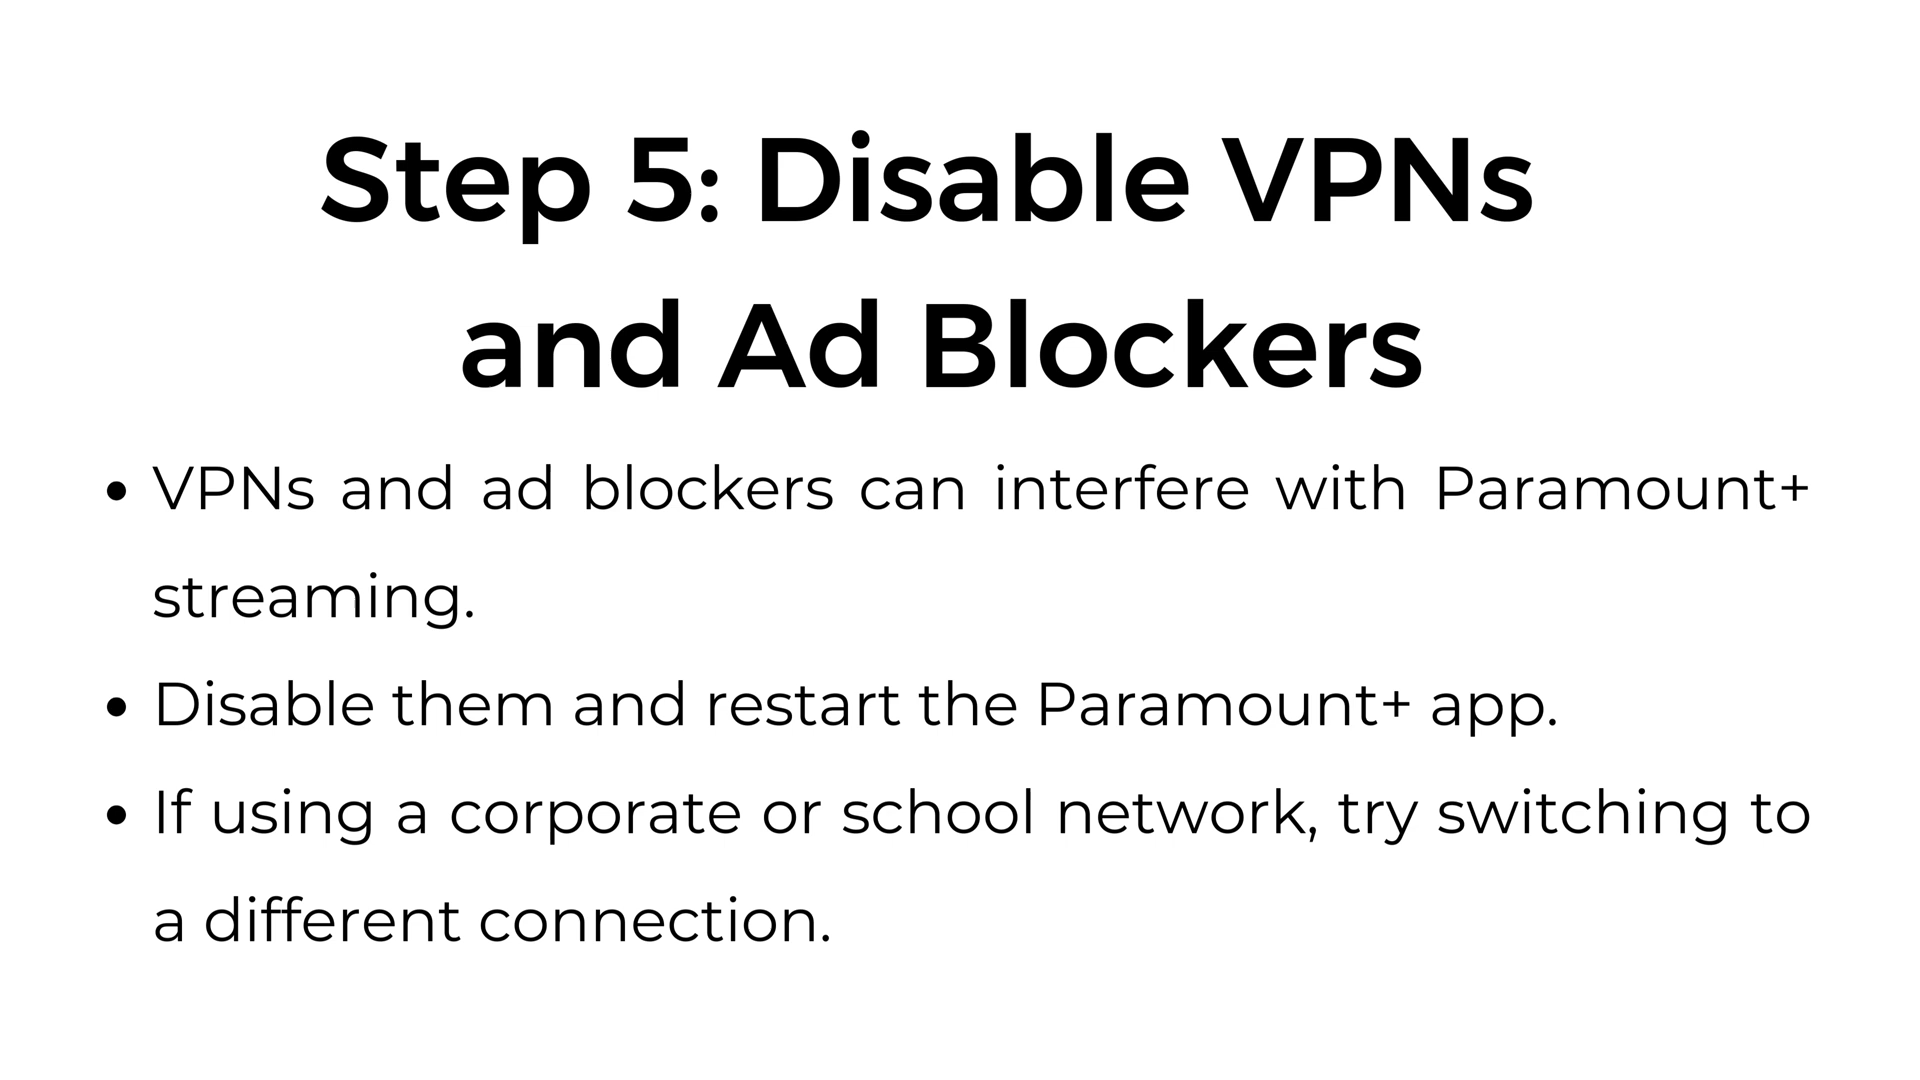 Step 5: Disable VPNs
and Ad Blockers
• VPNs and ad blockers can interfere with Paramount+
streaming.
• Disable them and restart the Paramount+ app.
• If using a corporate or school network, try switching to
a different connection.